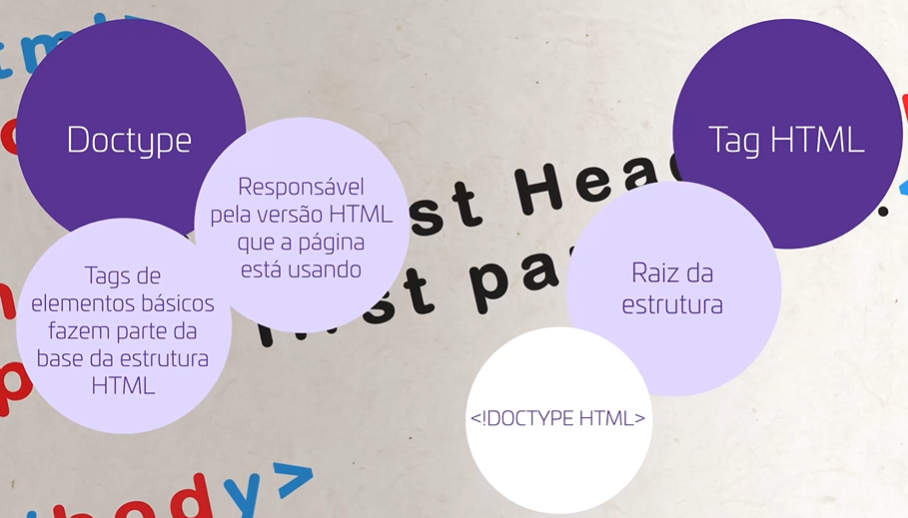 Doctype
Responsável
pela versão HTML
que a página
está usando
Tags de
elementos básicos
fazem parte da
base da estrutura
HTML
Tag HTML
Raiz da
estrutura
<!DOCTYPE HTML>
st Hea
st pa
body>